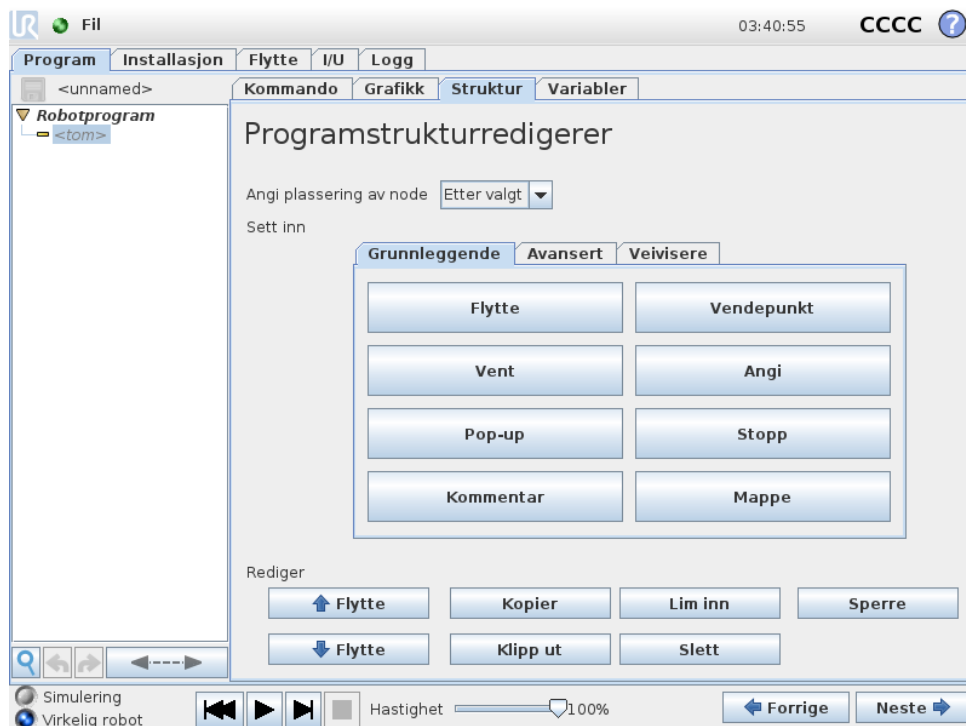 UR Fil 03:40:55 CCCC ?
Program Installasjon Flytte I/U Logg
<unnamed> Kommando Grafikk Struktur Variabler
Robotprogram
<tom>
Programstrukturredigerer
Angi plassering av node Etter valgt
Sett inn
Grunnleggende Avansert Veivisere
Flytte Vendepunkt
Vent Angi
Pop-up Stopp
Kommentar Mappe
Rediger
Flytte Kopier Lim inn Sperre
Flytte Klipp ut Slett
Simulering
Virkelig robot
Hastighet 100% Forrige Neste